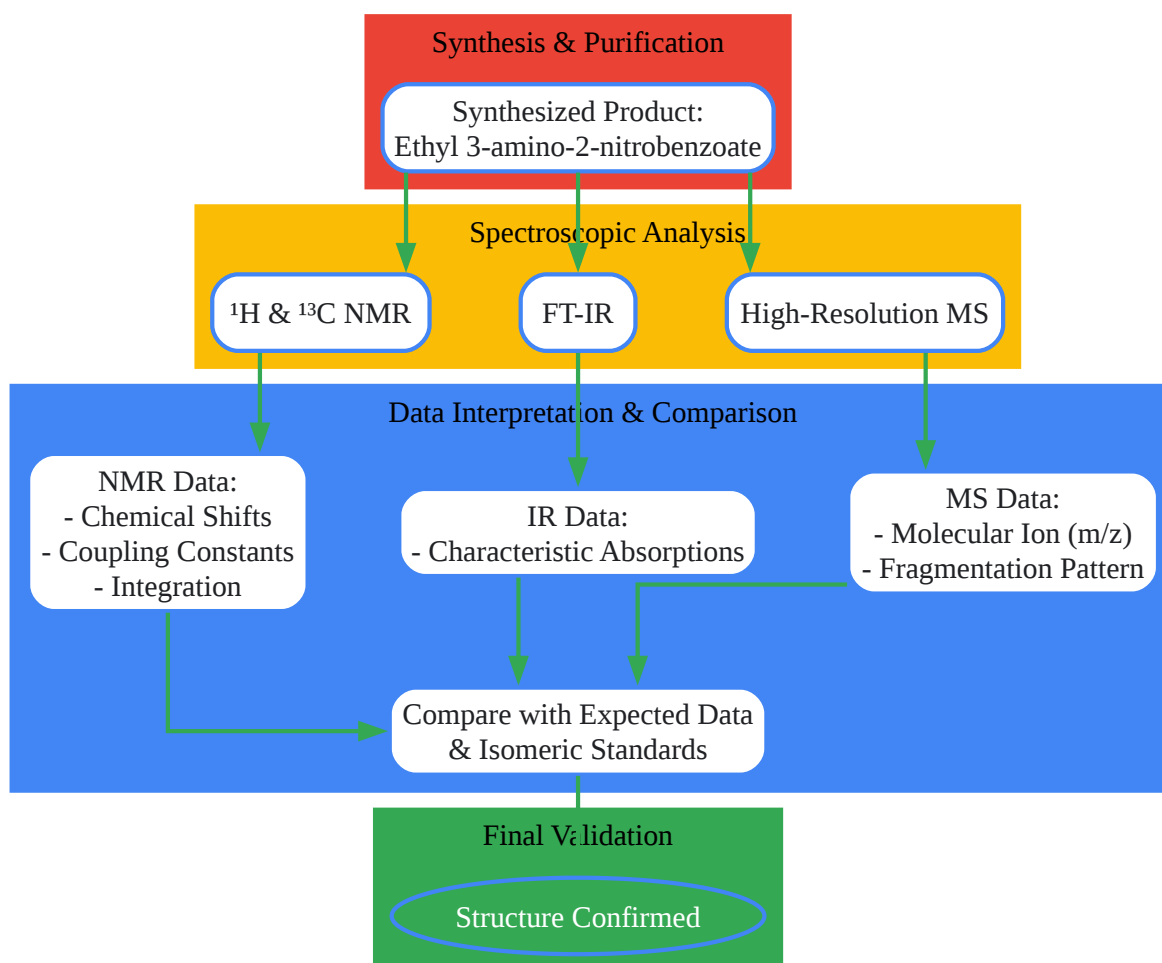 Synthesis & Purification
Synthesized Product:
Ethyl 3-amino-2-nitrobenzoate
Spectroscopic Analysis
¹H & ¹³C NMR
FT-IR
High-Resolution MS
Data Interpretation & Comparison
NMR Data:
- Chemical Shifts
- Coupling Constants
- Integration
IR Data:
- Characteristic Absorptions
MS Data:
- Molecular Ion (m/z)
- Fragmentation Pattern
Compare with Expected Data
& Isomeric Standards
Final Validation
Structure Confirmed